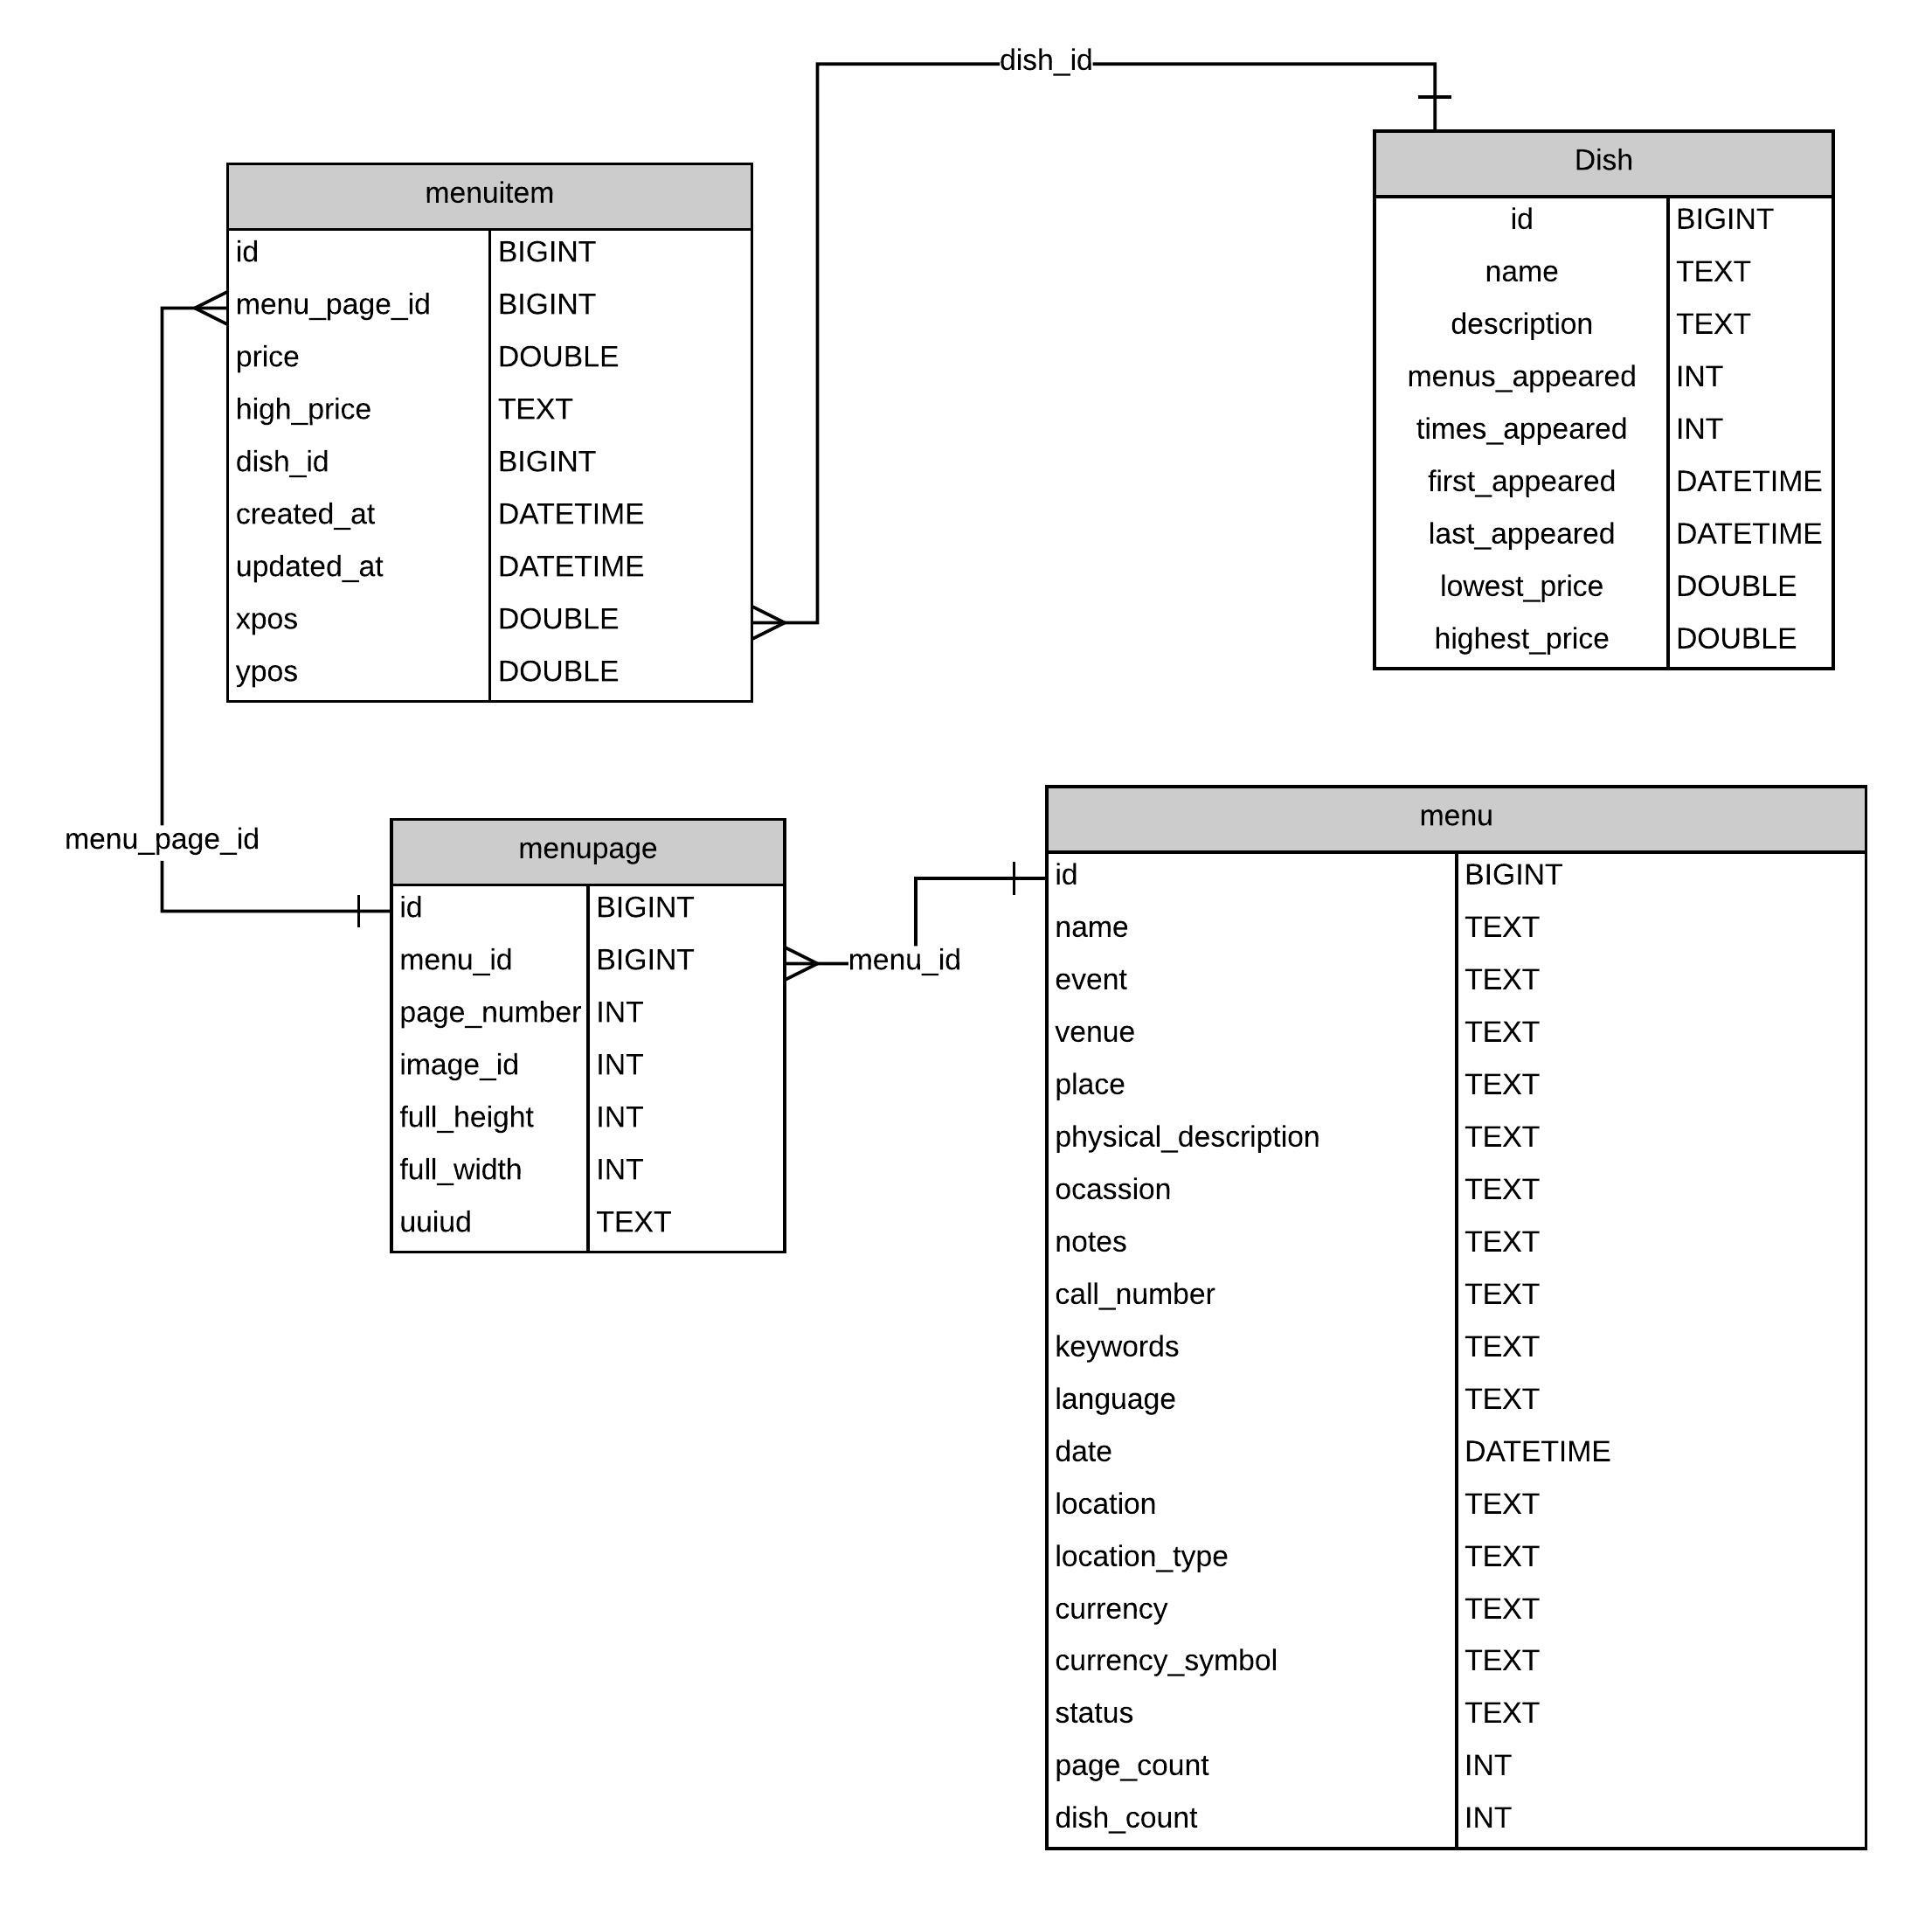 dish_id
Dish
id BIGINT
name TEXT
description TEXT
menus_appeared INT
times_appeared INT
first_appeared DATETIME
last_appeared DATETIME
lowest_price DOUBLE
highest_price DOUBLE
menuitem
id BIGINT
menu_page_id BIGINT
price DOUBLE
high_price TEXT
dish_id BIGINT
created_at DATETIME
updated_at DATETIME
xpos DOUBLE
ypos DOUBLE
menu_page_id
menupage
id BIGINT
menu_id BIGINT
page_number INT
image_id INT
full_height INT
full_width INT
uuiud TEXT
menu_id
menu
id BIGINT
name TEXT
event TEXT
venue TEXT
place TEXT
physical_description TEXT
ocassion TEXT
notes TEXT
call_number TEXT
keywords TEXT
language TEXT
date DATETIME
location TEXT
location_type TEXT
currency TEXT
currency_symbol TEXT
status TEXT
page_count INT
dish_count INT